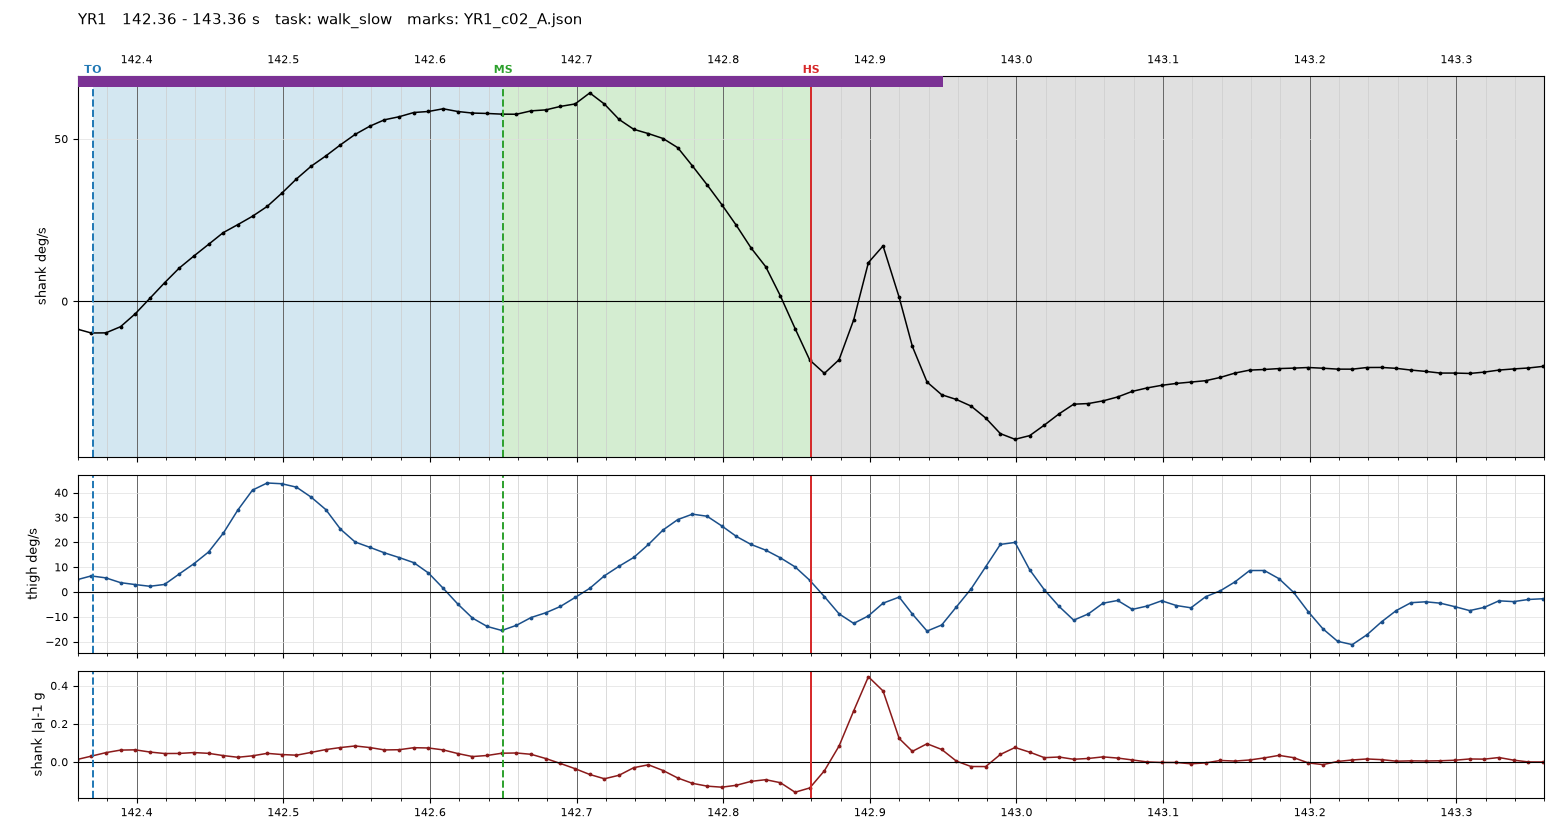 YR1   142.36 - 143.36 s   task: walk_slow   marks: YR1_c02_A.json
142.4 142.5 142.6 142.7 142.8 142.9 143.0 143.1 143.2 143.3
TO MS HS
shank deg/s
50
0
thigh deg/s
40
30
20
10
0
−10
−20
shank |a|-1 g
0.4
0.2
0.0
142.4 142.5 142.6 142.7 142.8 142.9 143.0 143.1 143.2 143.3